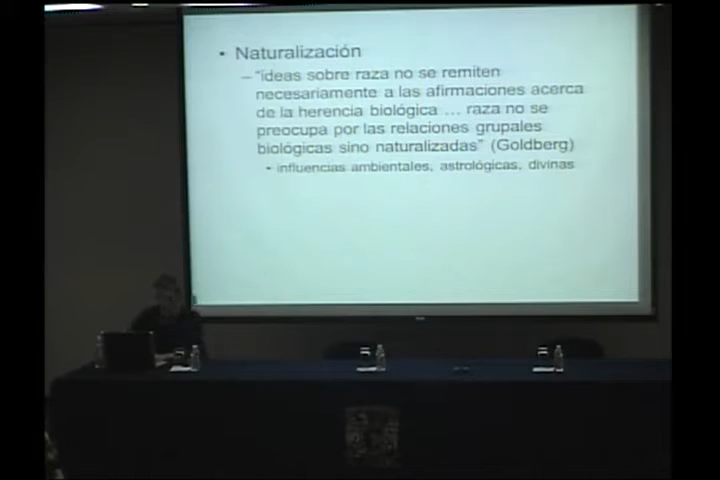 • Naturalización
– “ideas sobre raza no se remiten
necesariamente a las afirmaciones acerca
de la herencia biológica ... raza no se
preocupa por las relaciones grupales
biológicas sino naturalizadas” (Goldberg)
• influencias ambientales, astrológicas, divinas